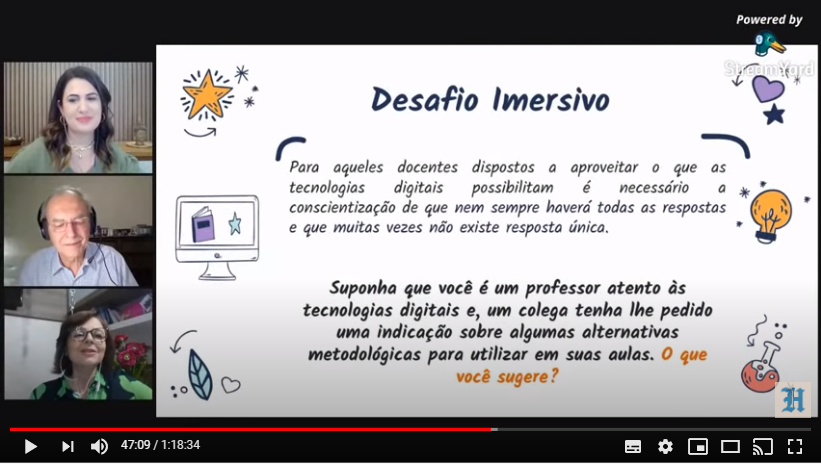 Powered by
StreamYard
Desafio Imersivo
Para aqueles docentes dispostos a aproveitar o que as
tecnologias digitais possibilitam é necessário a
conscientização de que nem sempre haverá todas as respostas
e que muitas vezes não existe resposta única.
Suponha que você é um professor atento às
tecnologias digitais e, um colega tenha lhe pedido
uma indicação sobre algumas alternativas
metodológicas para utilizar em suas aulas. O que
você sugere?
H
47:09 / 1:18:34